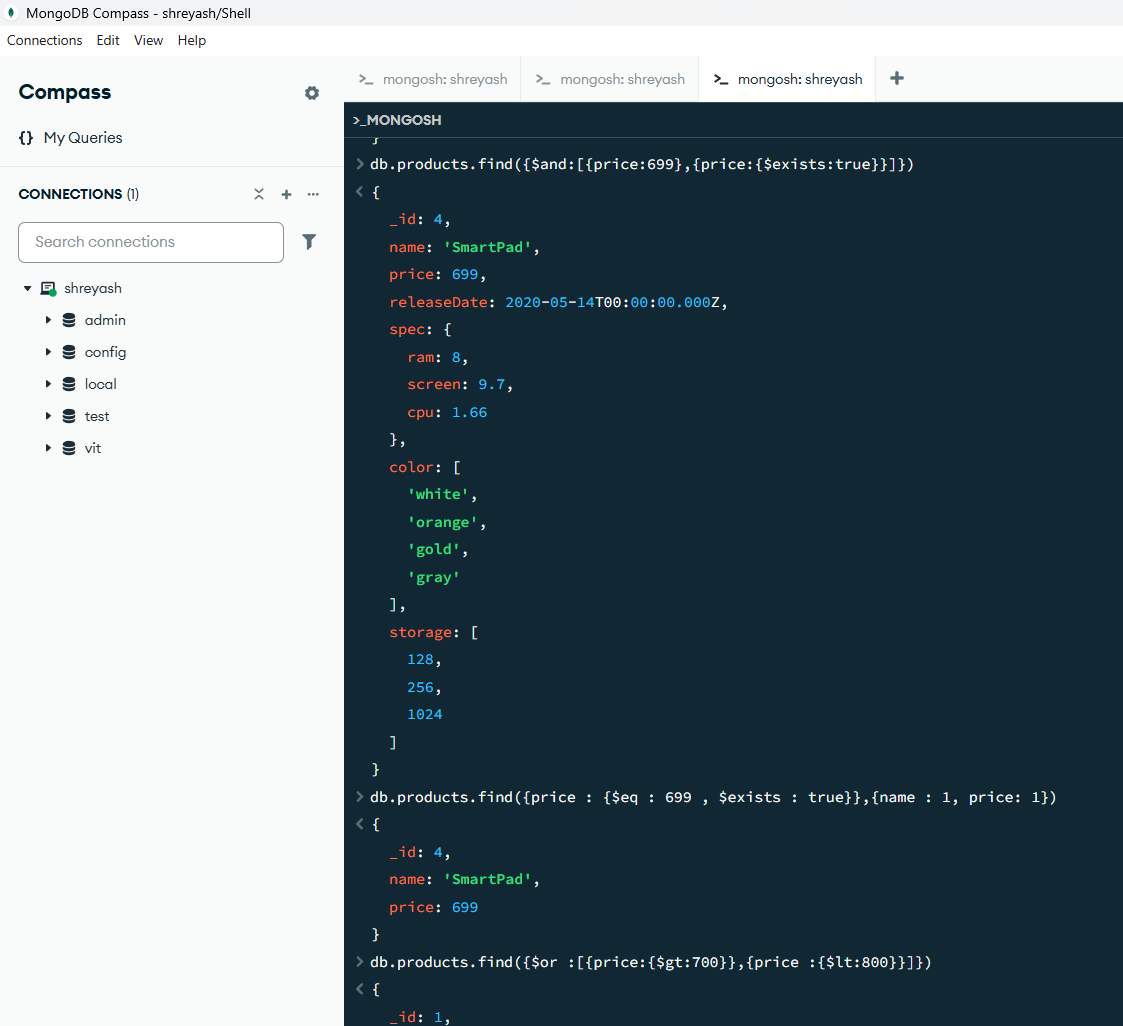 MongoDB Compass - shreyash/Shell
Connections Edit View Help
Compass
{} My Queries
CONNECTIONS (1)
Search connections
shreyash
admin
config
local
test
vit
>_ mongosh: shreyash >_ mongosh: shreyash >_ mongosh: shreyash +
>_MONGOSH
}
> db.products.find({$and:[{price:699},{price:{$exists:true}}]})
< {
_id: 4,
name: 'SmartPad',
price: 699,
releaseDate: 2020-05-14T00:00:00.000Z,
spec: {
ram: 8,
screen: 9.7,
cpu: 1.66
},
color: [
'white',
'orange',
'gold',
'gray'
],
storage: [
128,
256,
1024
]
}
> db.products.find({price : {$eq : 699 , $exists : true}},{name : 1, price: 1})
< {
_id: 4,
name: 'SmartPad',
price: 699
}
> db.products.find({$or :[{price:{$gt:700}},{price :{$lt:800}}]})
< {
_id: 1,